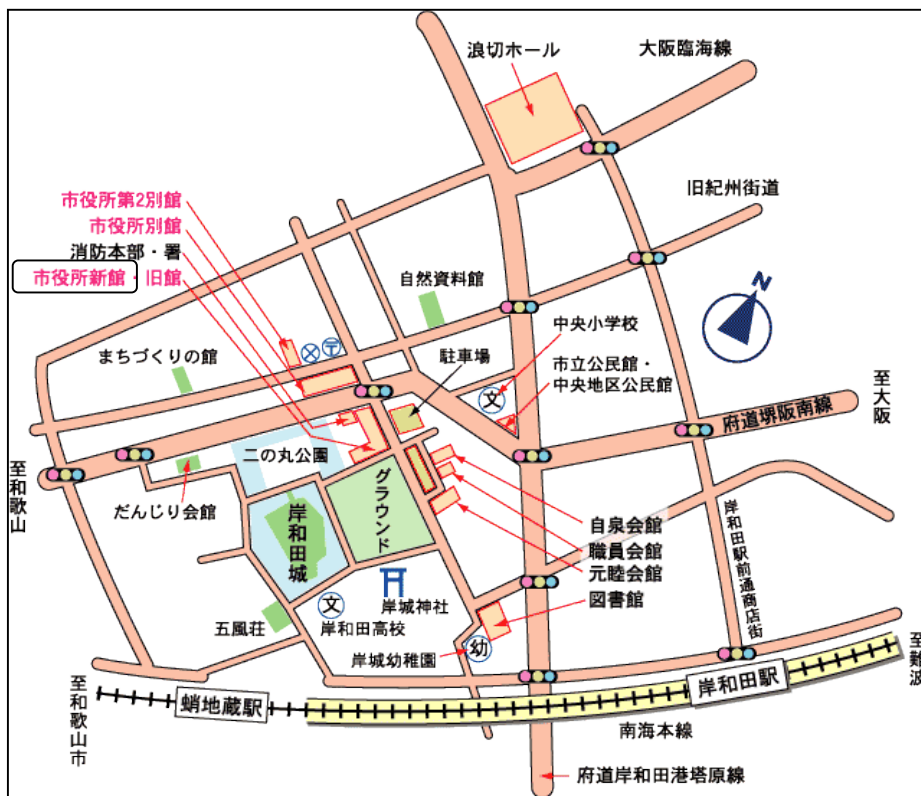 浪切ホール
大阪臨海線
旧紀州街道
市役所第2別館
市役所別館
消防本部・署
市役所新館・旧館
自然資料館
N
中央小学校
まちづくりの館
〒
駐車場
市立公民館・
中央地区公民館
文
至大阪
府道堺阪南線
二の丸公園
至和歌山
だんじり会館
グラウンド
岸和田城
自泉会館
職員会館
元睦会館
図書館
岸和田駅前通商店街
文
岸城神社
五風荘
岸和田高校
岸城幼稚園
幼
至難波
至和歌山市
蛸地蔵駅
岸和田駅
南海本線
府道岸和田港塔原線